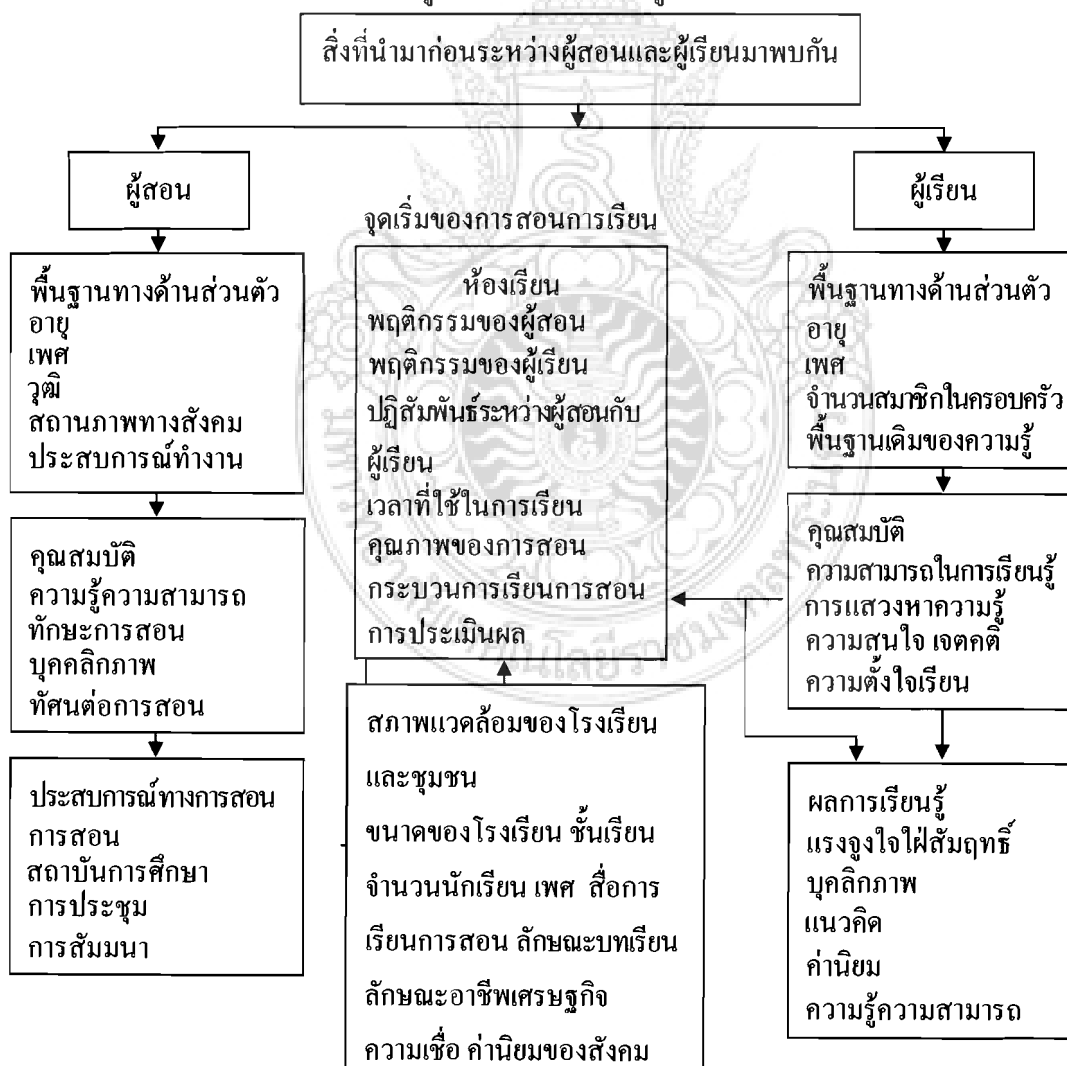 สิ่งที่นำมาก่อนระหว่างผู้สอนและผู้เรียนมาพบกัน
ผู้สอน
ผู้เรียน
พื้นฐานทางด้านส่วนตัว
อายุ
เพศ
วุฒิ
สถานภาพทางสังคม
ประสบการณ์ทำงาน
คุณสมบัติ
ความรู้ความสามารถ
ทักษะการสอน
บุคคลิกภาพ
ทัศนต่อการสอน
ประสบการณ์ทางการสอน
การสอน
สถาบันการศึกษา
การประชุม
การสัมมนา
จุดเริ่มของการสอนการเรียน
ห้องเรียน
พฤติกรรมของผู้สอน
พฤติกรรมของผู้เรียน
ปฏิสัมพันธ์ระหว่างผู้สอนกับ
ผู้เรียน
เวลาที่ใช้ในการเรียน
คุณภาพของการสอน
กระบวนการเรียนการสอน
การประเมินผล
สภาพแวดล้อมของโรงเรียน
และชุมชน
ขนาดของโรงเรียน ชั้นเรียน
จำนวนนักเรียน เพศ สื่อการ
เรียนการสอน ลักษณะบทเรียน
ลักษณะอาชีพเศรษฐกิจ
ความเชื่อ ค่านิยมของสังคม
พื้นฐานทางด้านส่วนตัว
อายุ
เพศ
จำนวนสมาชิกในครอบครัว
พื้นฐานเดิมของความรู้
คุณสมบัติ
ความสามารถในการเรียนรู้
การแสวงหาความรู้
ความสนใจ เจตคติ
ความตั้งใจเรียน
ผลการเรียนรู้
แรงจูงใจใฝ่สัมฤทธิ์
บุคลิกภาพ
แนวคิด
ค่านิยม
ความรู้ความสามารถ